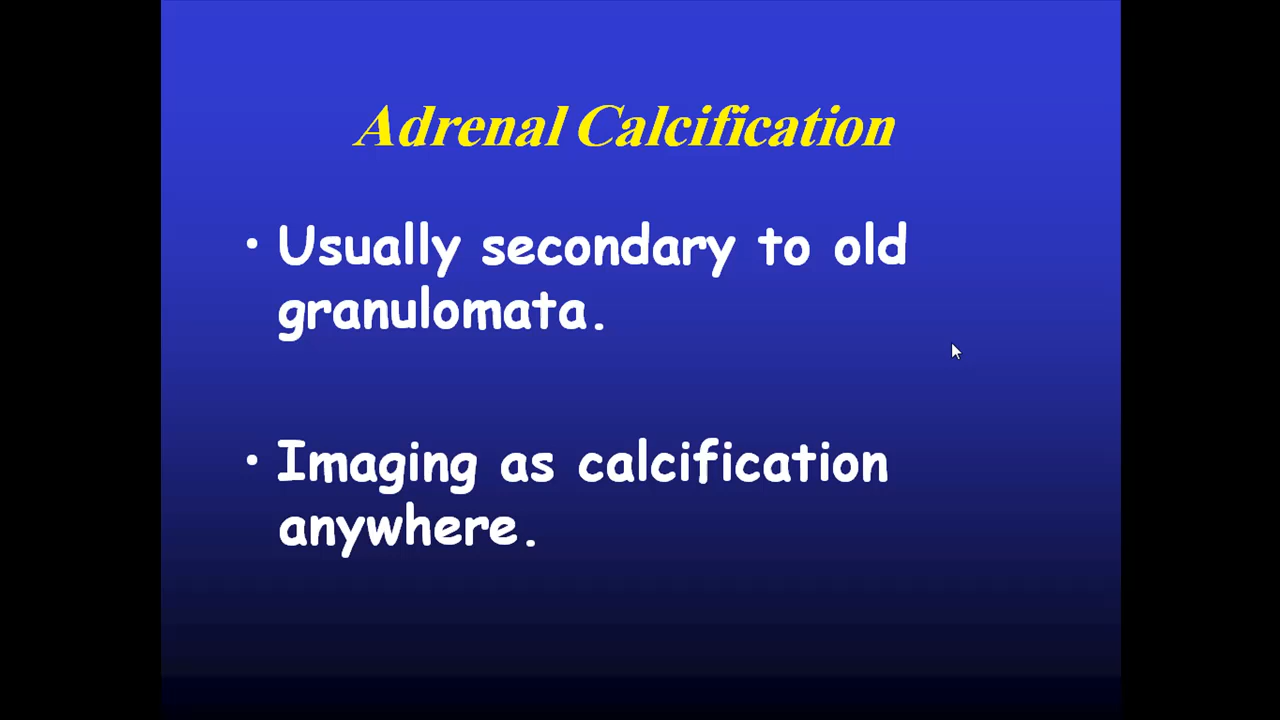 Adrenal Calcification
• Usually secondary to old
granulomata.
• Imaging as calcification
anywhere.